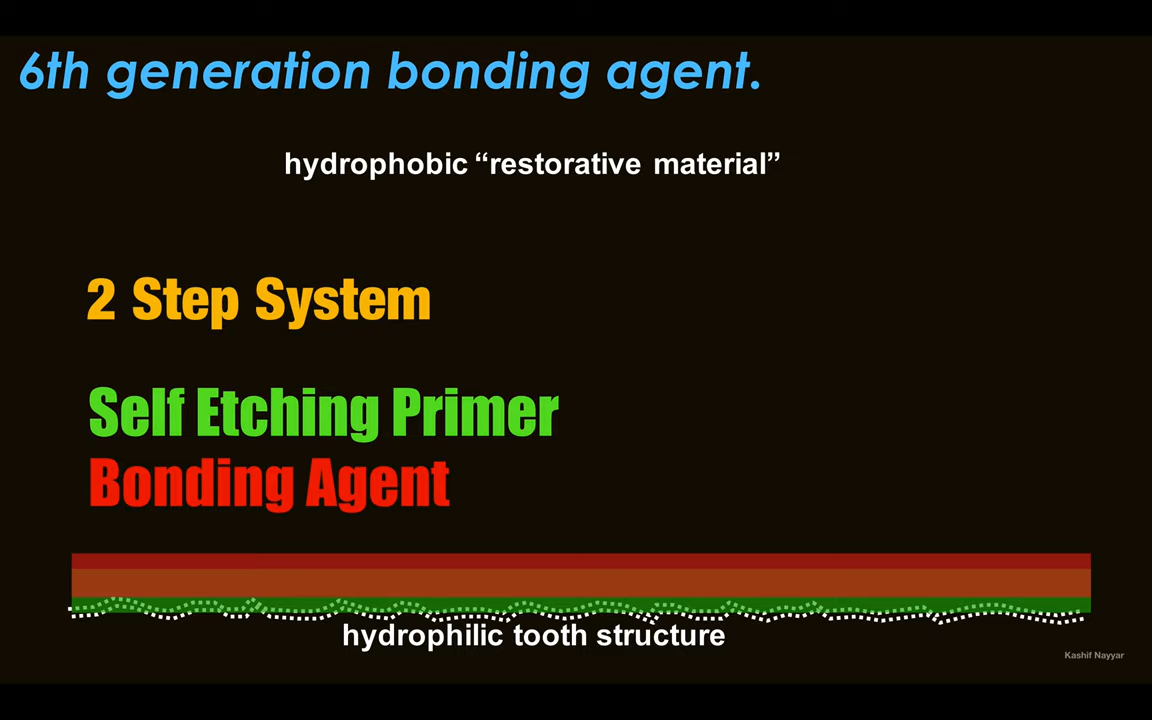 6th generation bonding agent.
hydrophobic “restorative material”
2 Step System
Self Etching Primer
Bonding Agent
hydrophilic tooth structure
Kashif Nayyar